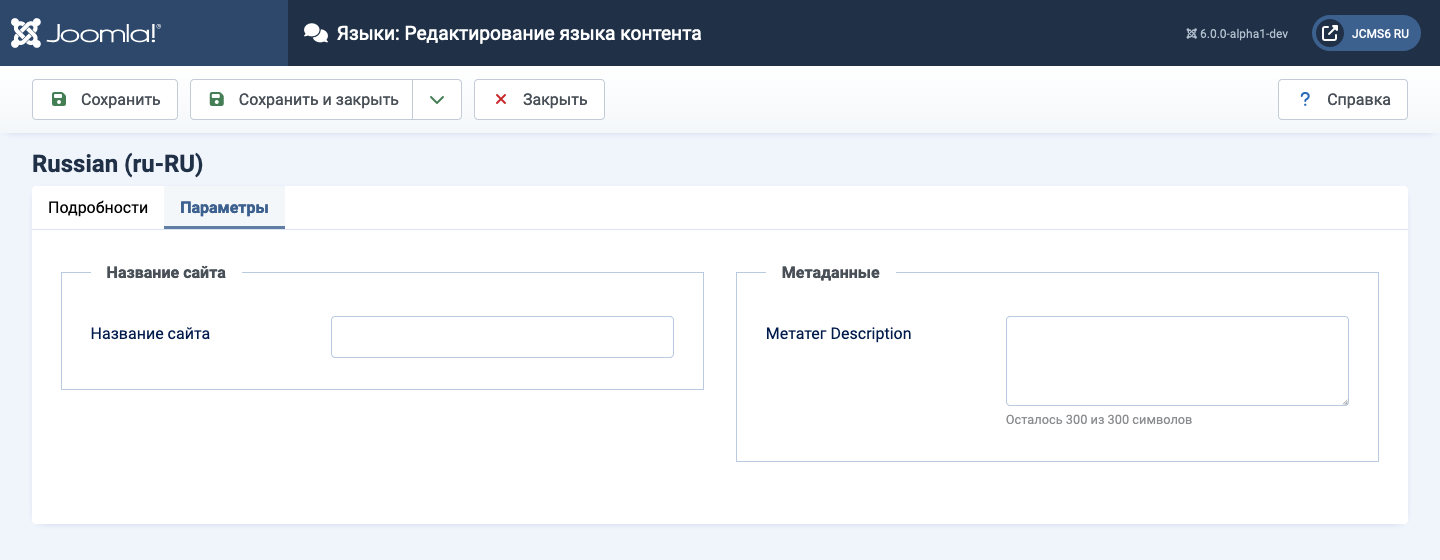 Joomla!®
Языки: Редактирование языка контента
6.0.0-alpha1-dev
JCMS6 RU
Сохранить
Сохранить и закрыть
Закрыть
? Справка
Russian (ru-RU)
Подробности
Параметры
Название сайта
Название сайта
Метаданные
Метатег Description
Осталось 300 из 300 символов